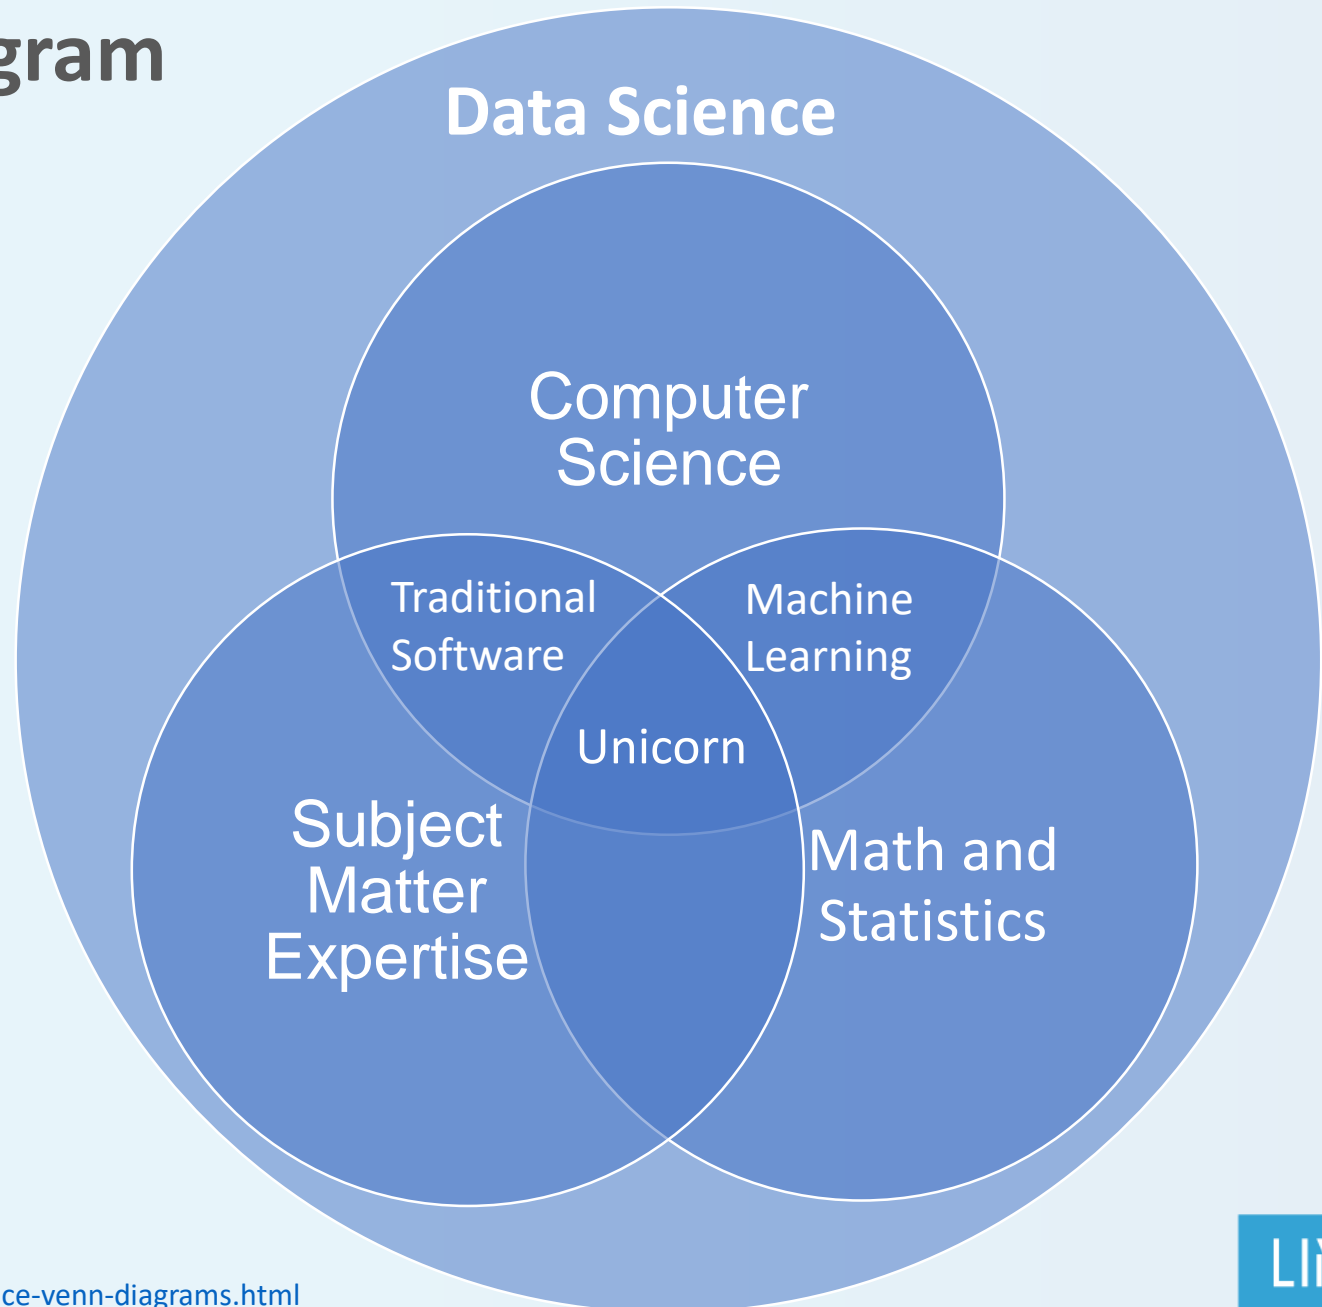 gram
Data Science
Computer
Science
Traditional
Software
Machine
Learning
Unicorn
Subject
Matter
Expertise
Math and
Statistics
ce-venn-diagrams.html